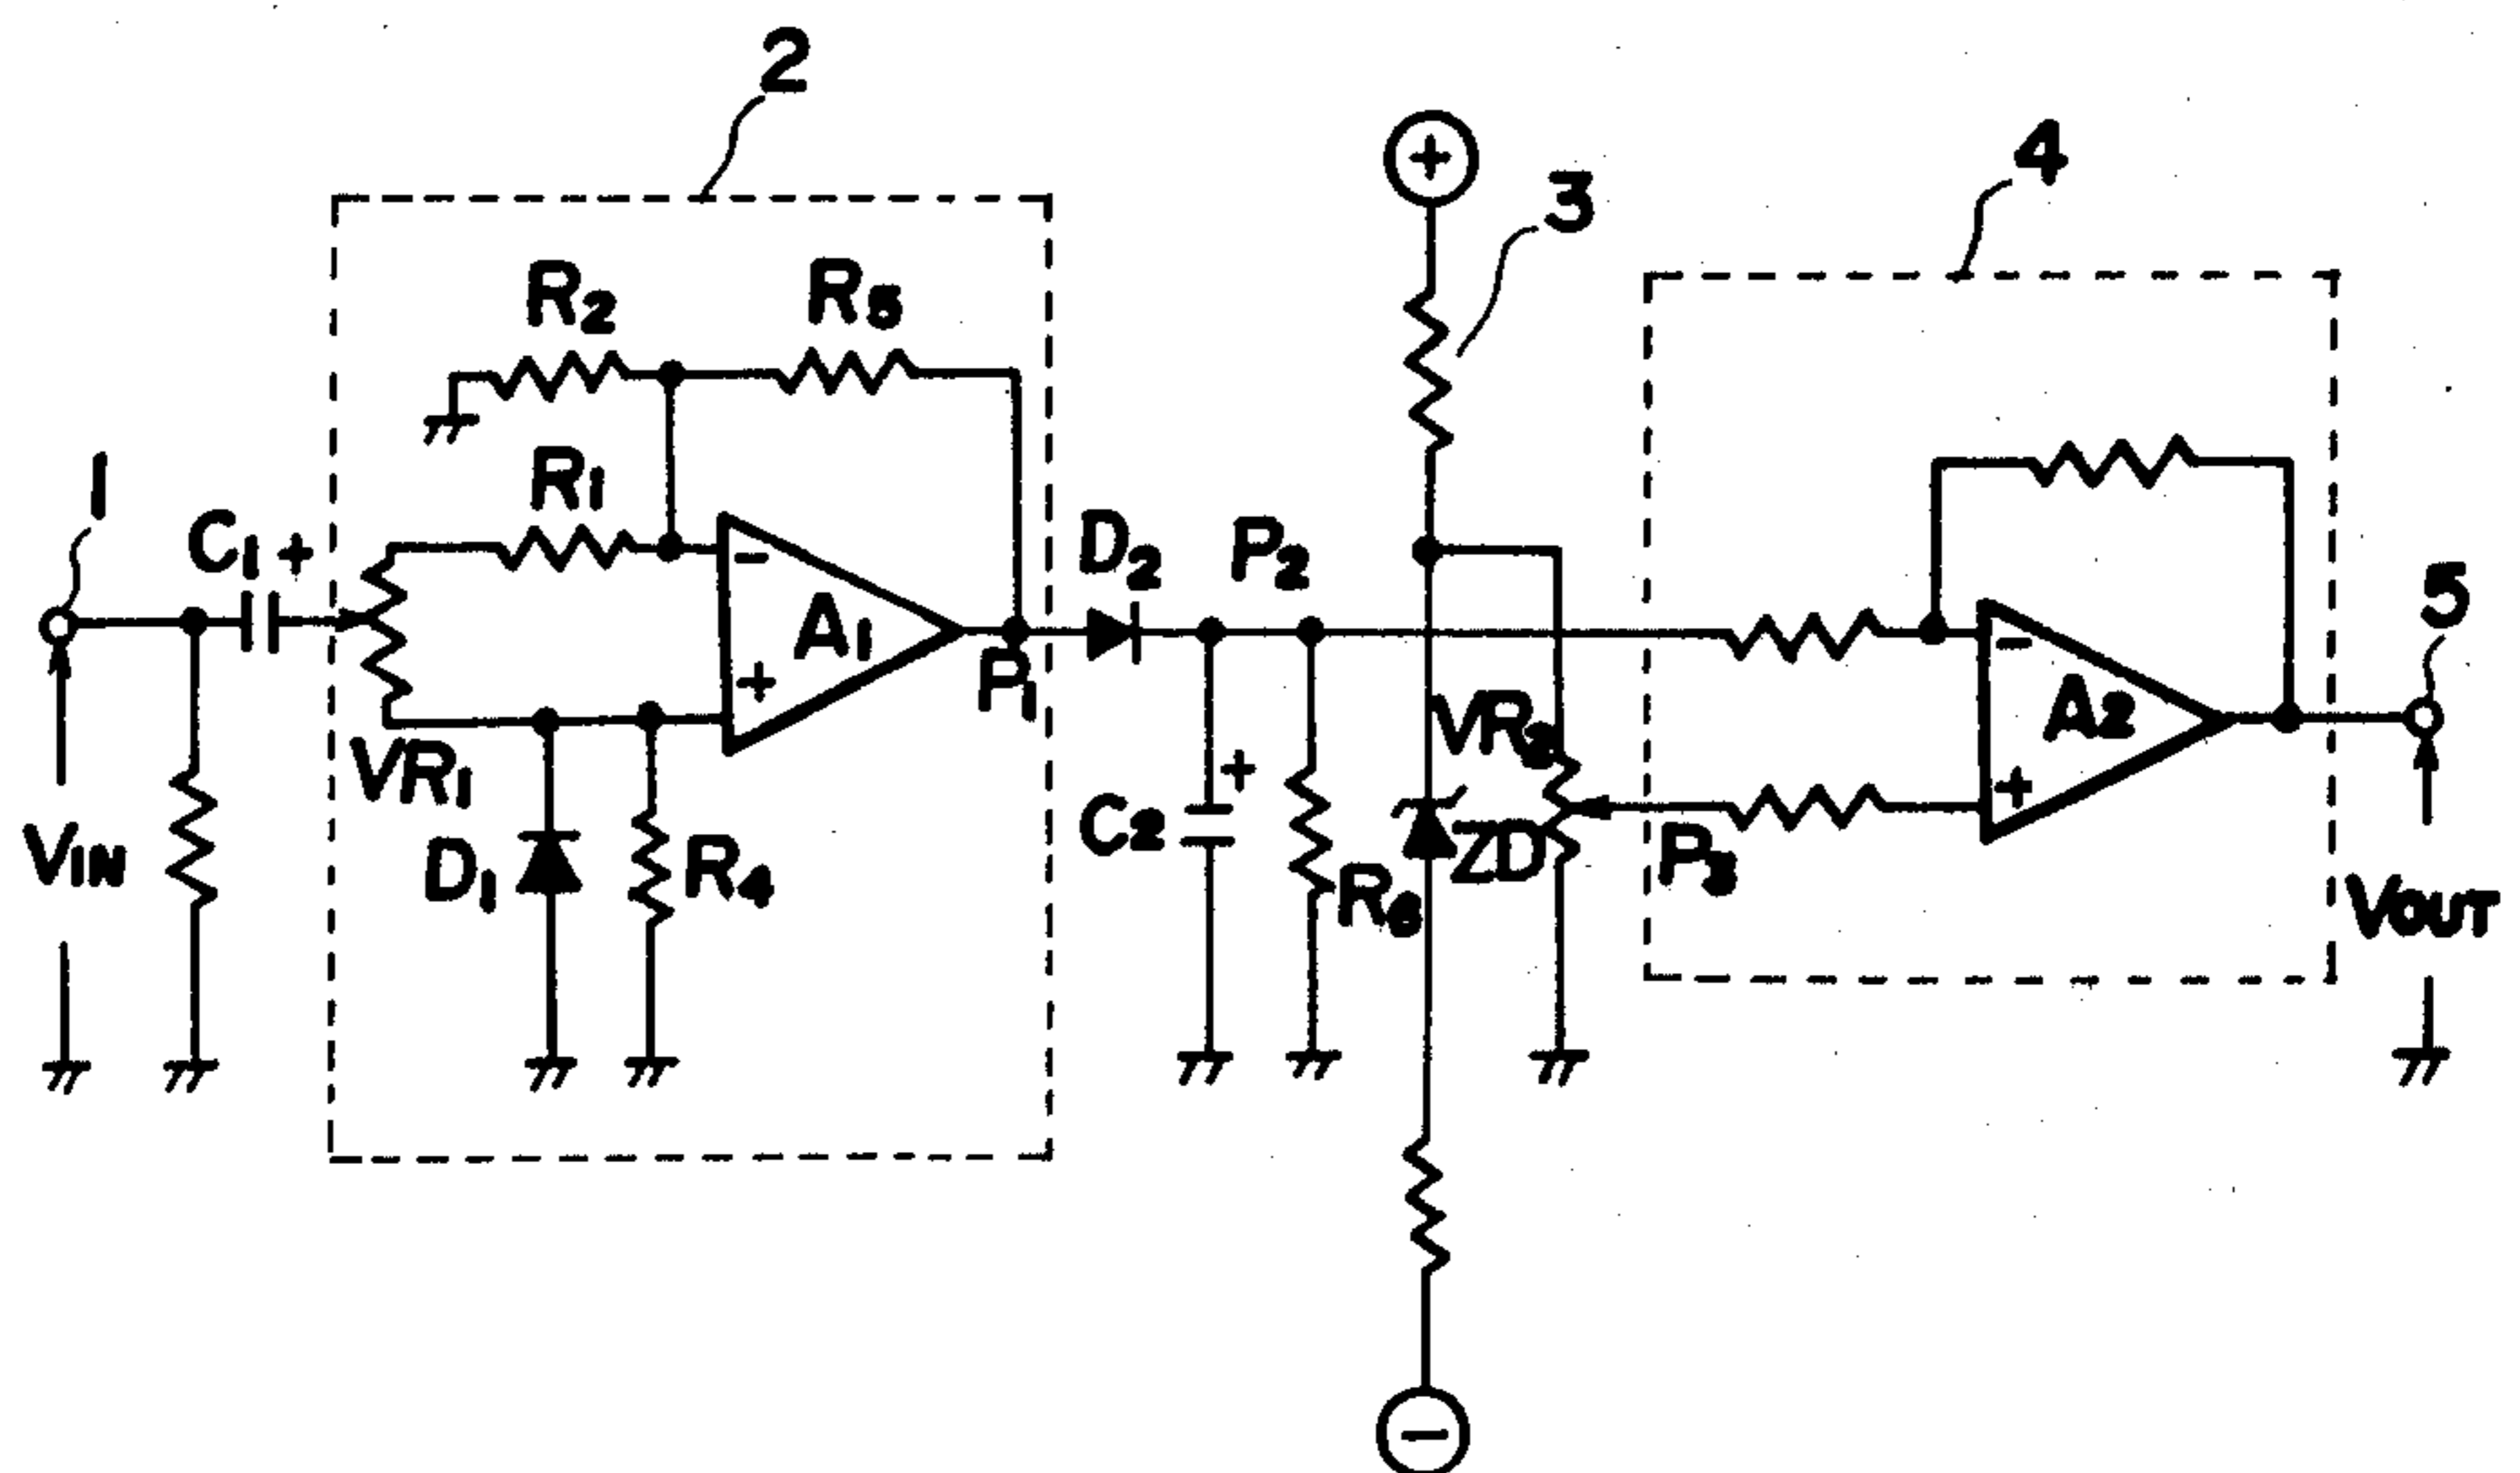 2
4
3
R2
R5
1
R1
C1 +
-
D2
P2
5
A1
P1
+
-
A2
VR2
VR1
+
+
C2
ZD
P3
VIN
D1
R4
R6
VOUT
+
-